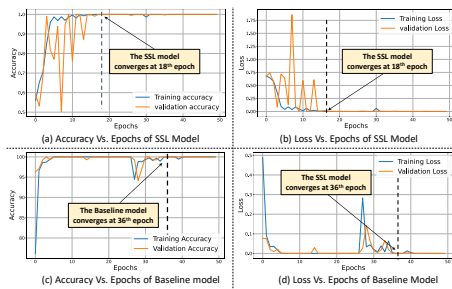 1.0
0.9
0.8
0.7
0.6
0.5
Accuracy
The SSL model
converges at 18th epoch
Training accuracy
validation accuracy
0 10 20 30 40 50
Epochs
(a) Accuracy Vs. Epochs of SSL Model
1.75
1.50
1.25
1.00
0.75
0.50
0.25
0.00
Loss
Training Loss
validation Loss
The SSL model
converges at 18th epoch
0 10 20 30 40 50
Epochs
(b) Loss Vs. Epochs of SSL Model
100
95
90
85
80
Accuracy
The Baseline model
converges at 36th epoch
Training Accuracy
Validation Accuracy
0 10 20 30 40 50
Epochs
(c) Accuracy Vs. Epochs of Baseline model
0.5
0.4
0.3
0.2
0.1
0.0
Loss
Training Loss
Validation Loss
The SSL model
converges at 36th epoch
0 10 20 30 40 50
Epochs
(d) Loss Vs. Epochs of Baseline Model